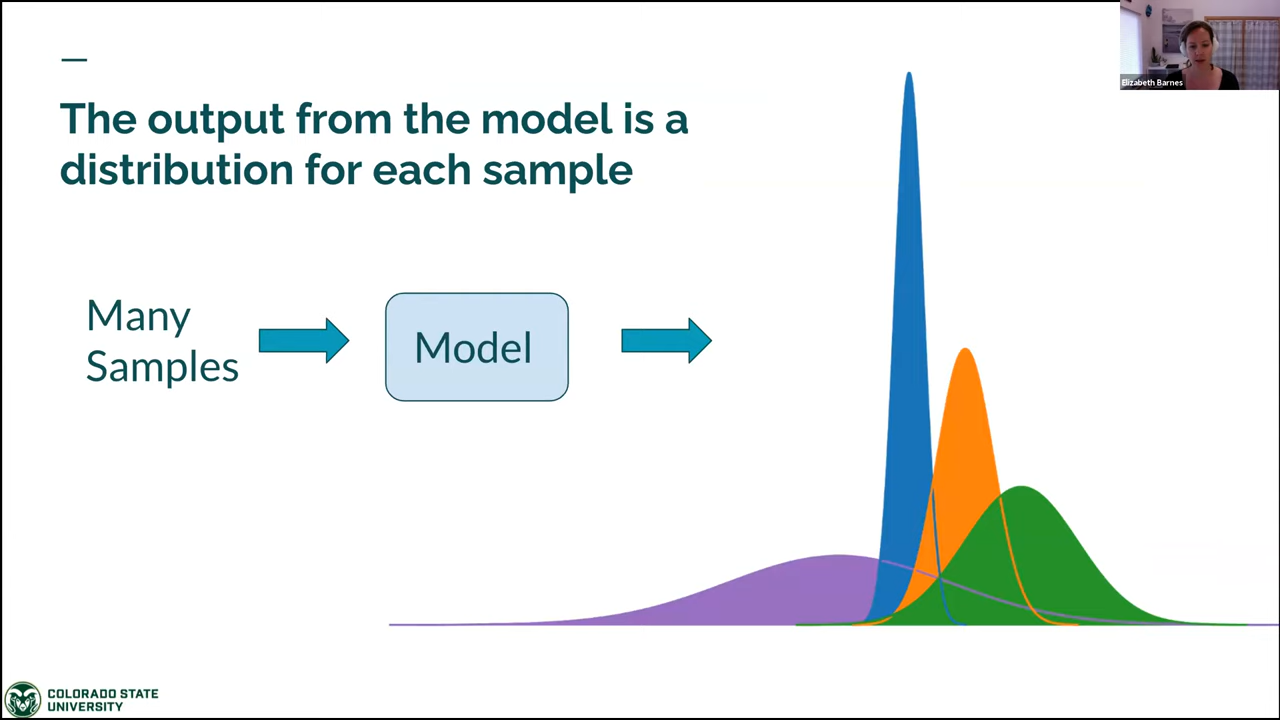 The output from the model is a
distribution for each sample
Many
Samples
Model
Elizabeth Barnes
COLORADO STATE
UNIVERSITY